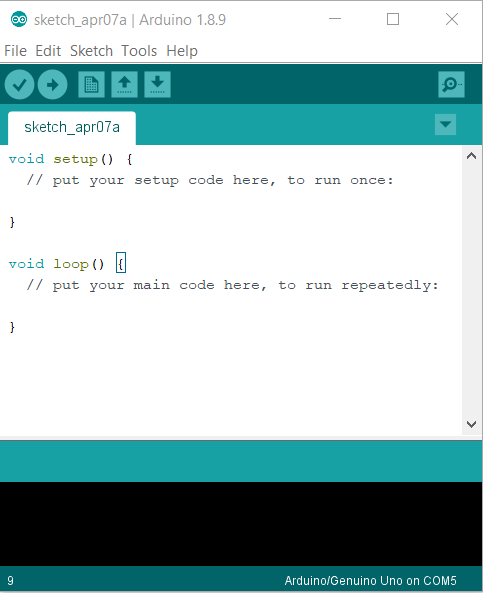 sketch_apr07a | Arduino 1.8.9
File Edit Sketch Tools Help
sketch_apr07a
void setup() {
  // put your setup code here, to run once:
}
void loop() {
  // put your main code here, to run repeatedly:
}
9 Arduino/Genuino Uno on COM5